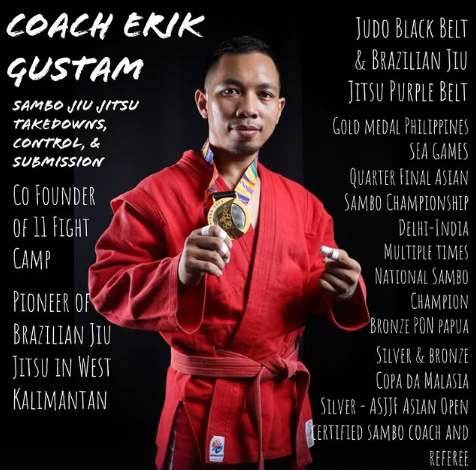 COACH ERIK
GUSTAM
SAMBO JIU JITSU
TAKEDOWNS,
CONTROL, &
SUBMISSION
CO FOUNDER
OF 11 FIGHT
CAMP
PIONEER OF
BRAZILIAN JIU
JITSU IN WEST
KALIMANTAN
JUDO BLACK BELT
& BRAZILIAN JIU
JITSU PURPLE BELT
GOLD MEDAL PHILIPPINES
SEA GAMES
QUARTER FINAL ASIAN
SAMBO CHAMPIONSHIP
DELHI-INDIA
MULTIPLE TIMES
NATIONAL SAMBO
CHAMPION
BRONZE PON PAPUA
SILVER & BRONZE
COPA DA MALASIA
SILVER - ASJJF ASIAN OPEN
CERTIFIED SAMBO COACH AND
REFEREE